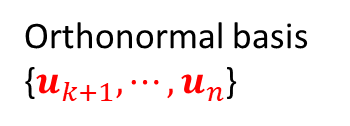 Orthonormal basis
{𝒖ₖ₊₁, ⋯, 𝒖ₙ}